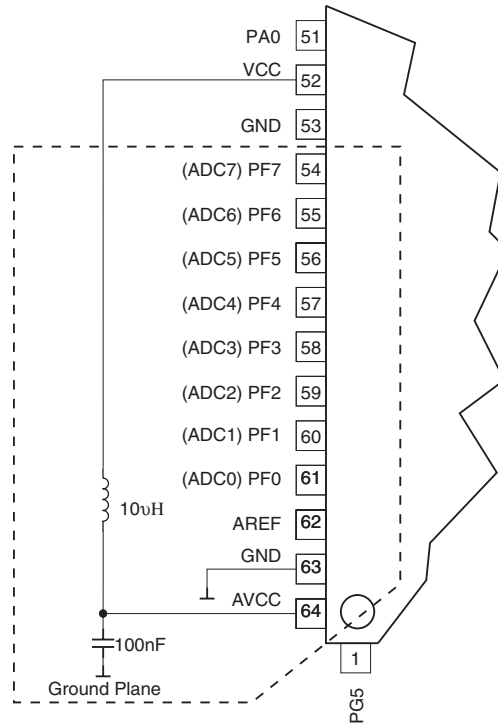 PA0 51
VCC 52
GND 53
(ADC7) PF7 54
(ADC6) PF6 55
(ADC5) PF5 56
(ADC4) PF4 57
(ADC3) PF3 58
(ADC2) PF2 59
(ADC1) PF1 60
(ADC0) PF0 61
10υH
AREF 62
GND 63
AVCC 64
100nF
Ground Plane
1
PG5